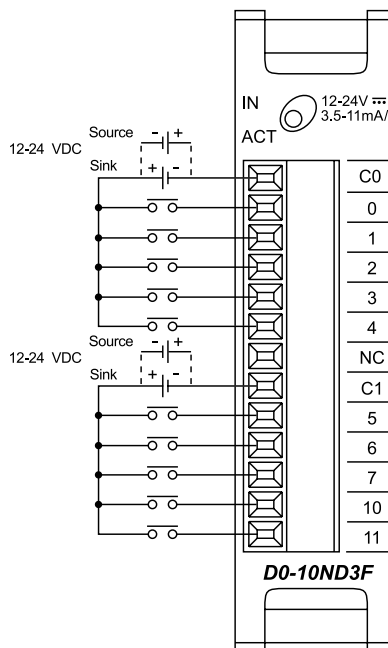 IN
12-24V ⎓
3.5-11mA/
ACT
Source - +
12-24 VDC
Sink + -
C0
0
1
2
3
4
Source - +
NC
12-24 VDC
Sink + -
C1
5
6
7
10
11
D0-10ND3F